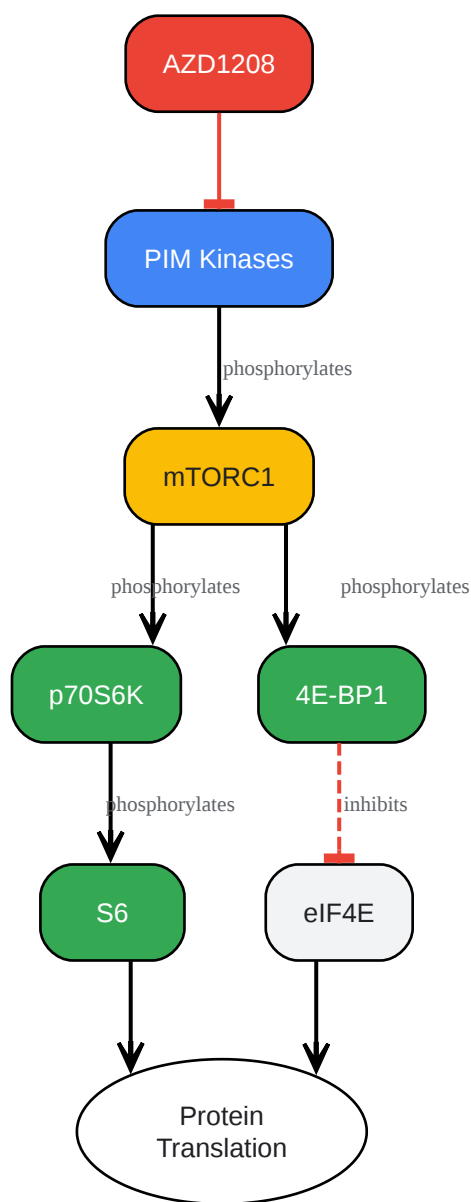 AZD1208
PIM Kinases
phosphorylates
mTORC1
phosphorylates
phosphorylates
p70S6K
4E-BP1
phosphorylates
inhibits
S6
eIF4E
Protein
Translation